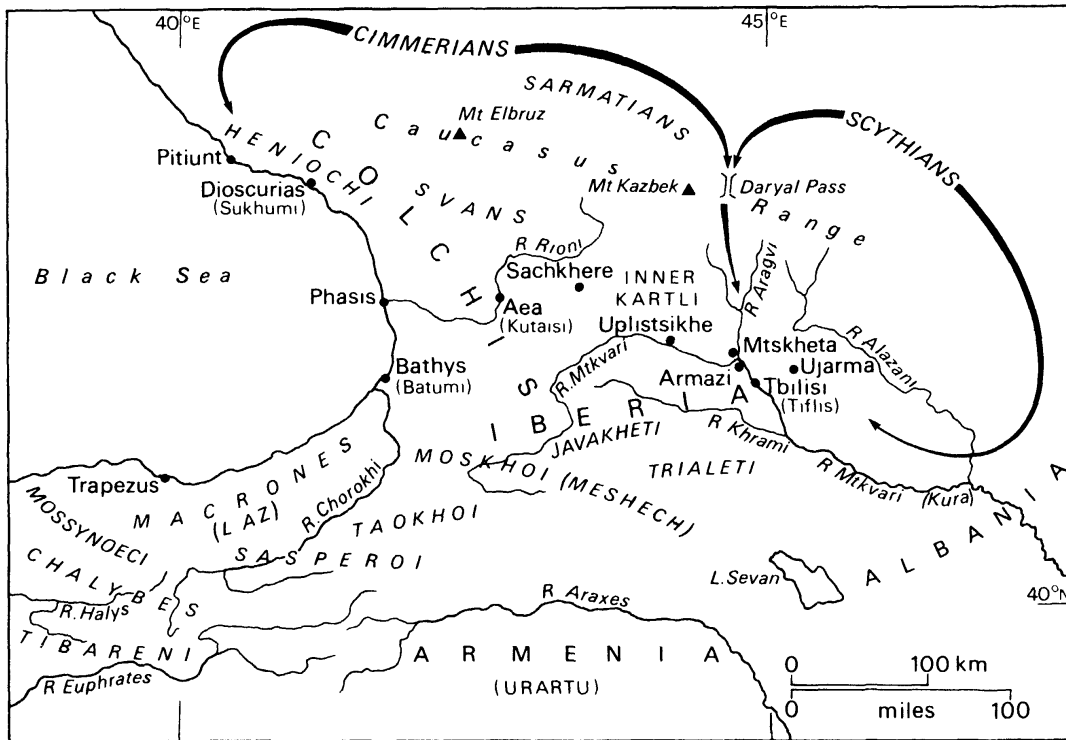 40°E
45°E
CIMMERIANS
SARMATIANS
SCYTHIANS
Mt Elbruz
Caucasus
Range
HENIOCHI
COLCHIS
Pitiunt
Dioscurias
(Sukhumi)
SVANS
Mt Kazbek
Daryal Pass
Black Sea
R Rioni
Sachkhere
INNER
KARTLI
R Aragvi
Phasis
Aea
(Kutaisi)
Uplistsikhe
Mtskheta
R Alazani
Ujarma
Bathys
(Batumi)
R. Mtkvari
Armazi
Tbilisi
(Tiflis)
IBERIA
JAVAKHETI
R Khrami
MOSKHOI (MESHECH)
TRIALETI
R Mtkvari (Kura)
Trapezus
MACRONES
(LAZ)
R. Chorokhi
TAOKHOI
SASPEROI
MOSSYNOECI
CHALYBES
ALBANIA
L. Sevan
40°N
R. Halys
R Araxes
TIBARENI
R Euphrates
ARMENIA
(URARTU)
0 100 km
0 100
miles